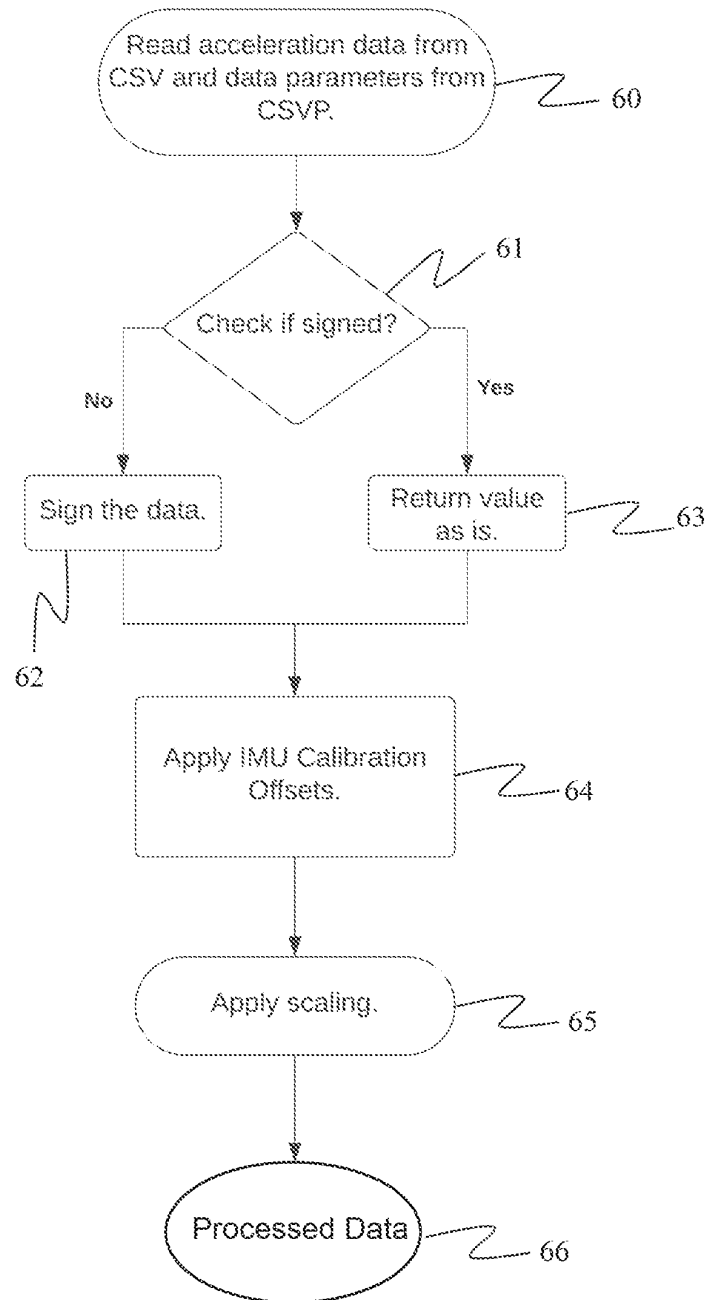 Read acceleration data from
CSV and data parameters from
CSVP.
60
61
Check if signed?
No
Yes
Sign the data.
Return value
as is.
63
62
Apply IMU Calibration
Offsets.
64
Apply scaling.
65
Processed Data
66